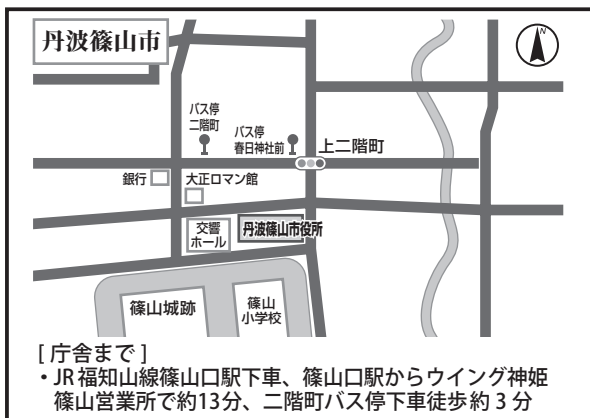 丹波篠山市
N
バス停
二階町
バス停
春日神社前
上二階町
銀行
大正ロマン館
交響
ホール
丹波篠山市役所
篠山城跡
篠山
小学校
[庁舎まで]
・JR福知山線篠山口駅下車、篠山口駅からウイング神姫
篠山営業所で約13分、二階町バス停下車徒歩約３分